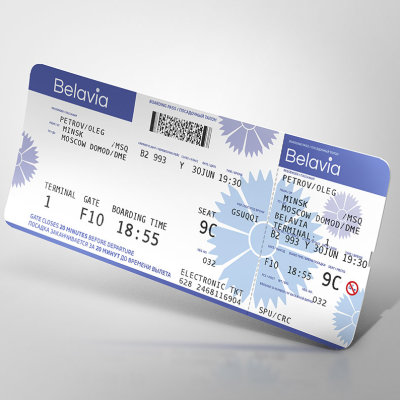 Belavia
BOARDING PASS / ПОСАДОЧНЫЙ ТАЛОН
PETROV/OLEG
MINSK /MSQ
MOSCOW DOMOD/DME
B2 993 Y 30JUN 19:30
TERMINAL GATE BOARDING TIME SEAT
1 F10 18:55 9C
GSUQQI
GATE CLOSES 20 MINUTES BEFORE DEPARTURE
ПОСАДКА ЗАКАНЧИВАЕТСЯ ЗА 20 МИНУТ ДО ВРЕМЕНИ ВЫЛЕТА
032
ELECTRONIC TKT
628 2468116904
Belavia
PETROV/OLEG
MINSK /MSQ
MOSCOW DOMOD/DME
BELAVIA
TERMINAL: 1
B2 993 Y 30JUN 19:30
F10 18:55 9C
032
SPU/CRC